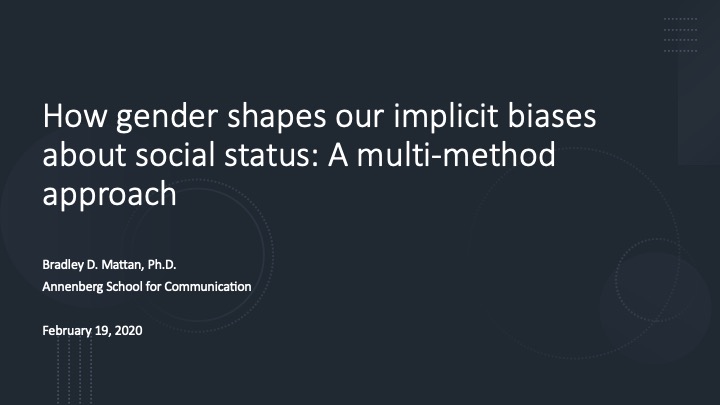 How gender shapes our implicit biases
about social status: A multi-method
approach
Bradley D. Mattan, Ph.D.
Annenberg School for Communication
February 19, 2020